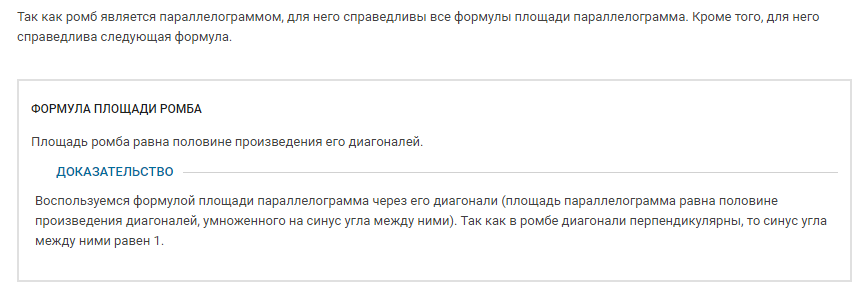 Так как ромб является параллелограммом, для него справедливы все формулы площади параллелограмма. Кроме того, для него
справедлива следующая формула.
ФОРМУЛА ПЛОЩАДИ РОМБА
Площадь ромба равна половине произведения его диагоналей.
ДОКАЗАТЕЛЬСТВО
Воспользуемся формулой площади параллелограмма через его диагонали (площадь параллелограмма равна половине
произведения диагоналей, умноженного на синус угла между ними). Так как в ромбе диагонали перпендикулярны, то синус угла
между ними равен 1.